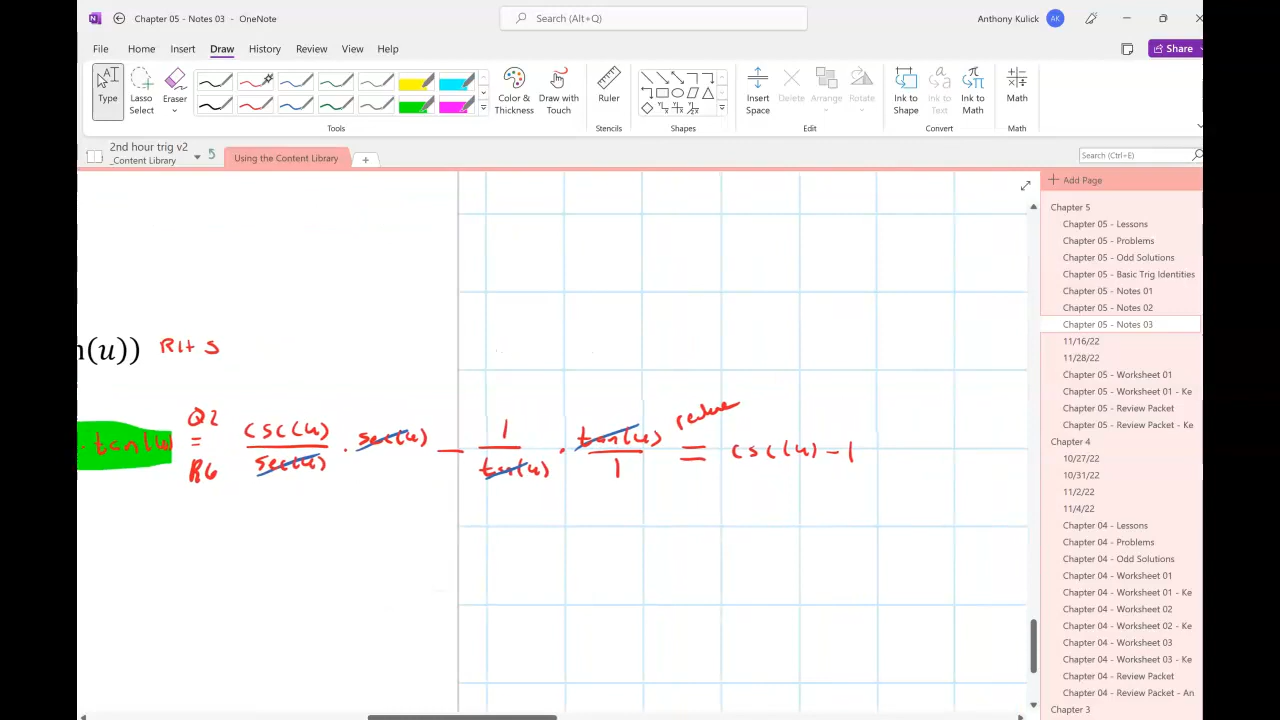 Chapter 05 - Notes 03 - OneNote
Search (Alt+Q)
Anthony Kulick
AK
File Home Insert Draw History Review View Help
Share
Type
Lasso Select
Eraser
Color & Thickness
Draw with Touch
Ruler
Insert Space
Delete
Arrange
Rotate
Ink to Shape
Ink to Text
Ink to Math
Math
Tools
Stencils
Shapes
Edit
Convert
Math
2nd hour trig v2
_Content Library
Using the Content Library
Search (Ctrl+E)
(u))
= csc(u) / sec(u) · sec(u) — 1 / tan(u) · tan(u) / 1 = csc(u) - 1
Add Page
Chapter 5
Chapter 05 - Lessons
Chapter 05 - Problems
Chapter 05 - Odd Solutions
Chapter 05 - Basic Trig Identities
Chapter 05 - Notes 01
Chapter 05 - Notes 02
Chapter 05 - Notes 03
11/16/22
11/28/22
Chapter 05 - Worksheet 01
Chapter 05 - Worksheet 01 - Ke
Chapter 05 - Review Packet
Chapter 05 - Review Packet - Ke
Chapter 4
10/27/22
10/31/22
11/2/22
11/4/22
Chapter 04 - Lessons
Chapter 04 - Problems
Chapter 04 - Odd Solutions
Chapter 04 - Worksheet 01
Chapter 04 - Worksheet 01 - Ke
Chapter 04 - Worksheet 02
Chapter 04 - Worksheet 02 - Ke
Chapter 04 - Worksheet 03
Chapter 04 - Worksheet 03 - Ke
Chapter 04 - Review Packet
Chapter 04 - Review Packet - An
Chapter 3